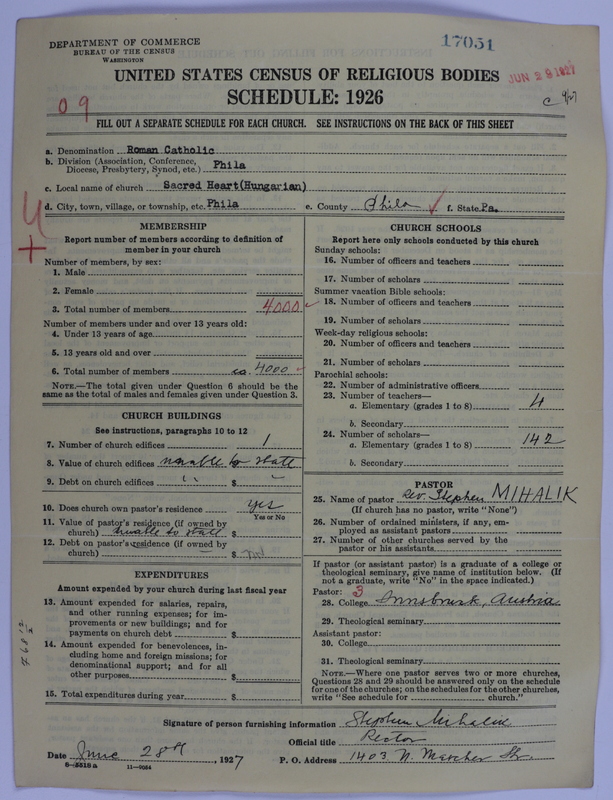 DEPARTMENT OF COMMERCE
BUREAU OF THE CENSUS
WASHINGTON
17051
JUN 29 1927
UNITED STATES CENSUS OF RELIGIOUS BODIES
SCHEDULE: 1926
09
FILL OUT A SEPARATE SCHEDULE FOR EACH CHURCH. SEE INSTRUCTIONS ON THE BACK OF THIS SHEET
a. Denomination Roman Catholic
b. Division (Association, Conference, Diocese, Presbytery, Synod, etc.) Phila
c. Local name of church Sacred Heart(Hungarian)
d. City, town, village, or township, etc. Phila e. County Phila f. State Pa.
MEMBERSHIP
Report number of members according to definition of
member in your church
Number of members, by sex:
1. Male
2. Female
3. Total number of members 4000
Number of members under and over 13 years old:
4. Under 13 years of age
5. 13 years old and over
6. Total number of members ca. 4000
NOTE.—The total given under Question 6 should be
same as the total of males and females given under Question 3.
CHURCH BUILDINGS
See instructions, paragraphs 10 to 12
7. Number of church edifices 1
8. Value of church edifices unable to state
9. Debt on church edifices " $ "
10. Does church own pastor's residence yes
Yes or No
11. Value of pastor's residence (if owned by
church) unable to state $
12. Debt on pastor's residence (if owned by
church) $
EXPENDITURES
Amount expended by your church during last fiscal year
13. Amount expended for salaries, repairs,
and other running expenses; for im-
provements or new buildings; and for
payments on church debt $
14. Amount expended for benevolences, in-
cluding home and foreign missions; for
denominational support; and for all
other purposes $
15. Total expenditures during year $
CHURCH SCHOOLS
Report here only schools conducted by this church
Sunday schools:
16. Number of officers and teachers
17. Number of scholars
Summer vacation Bible schools:
18. Number of officers and teachers
19. Number of scholars
Week-day religious schools:
20. Number of officers and teachers
21. Number of scholars
Parochial schools:
22. Number of administrative officers
23. Number of teachers—
a. Elementary (grades 1 to 8) 4
b. Secondary
24. Number of scholars—
a. Elementary (grades 1 to 8) 142
b. Secondary
PASTOR
25. Name of pastor Rev. Stephen MIHALIK
(If church has no pastor, write "None")
26. Number of ordained ministers, if any, em-
ployed as assistant pastors
27. Number of other churches served by the
pastor or his assistants
If pastor (or assistant pastor) is a graduate of a college or
theological seminary, give name of institution below. (If
not a graduate, write "No" in the space indicated.)
Pastor: 3
28. College Innsbruck, Austria
29. Theological seminary
Assistant pastor:
30. College
31. Theological seminary
NOTE.—Where one pastor serves two or more churches,
Questions 28 and 29 should be answered only on the schedule
for one of the churches; on the schedules for the other churches,
write "See schedule for church."
Signature of person furnishing information Stephen Mihalik
Official title Rector
Date June 28th, 1927 P. O. Address 1403 N. Mascher Str.
8-5518a 11-9034